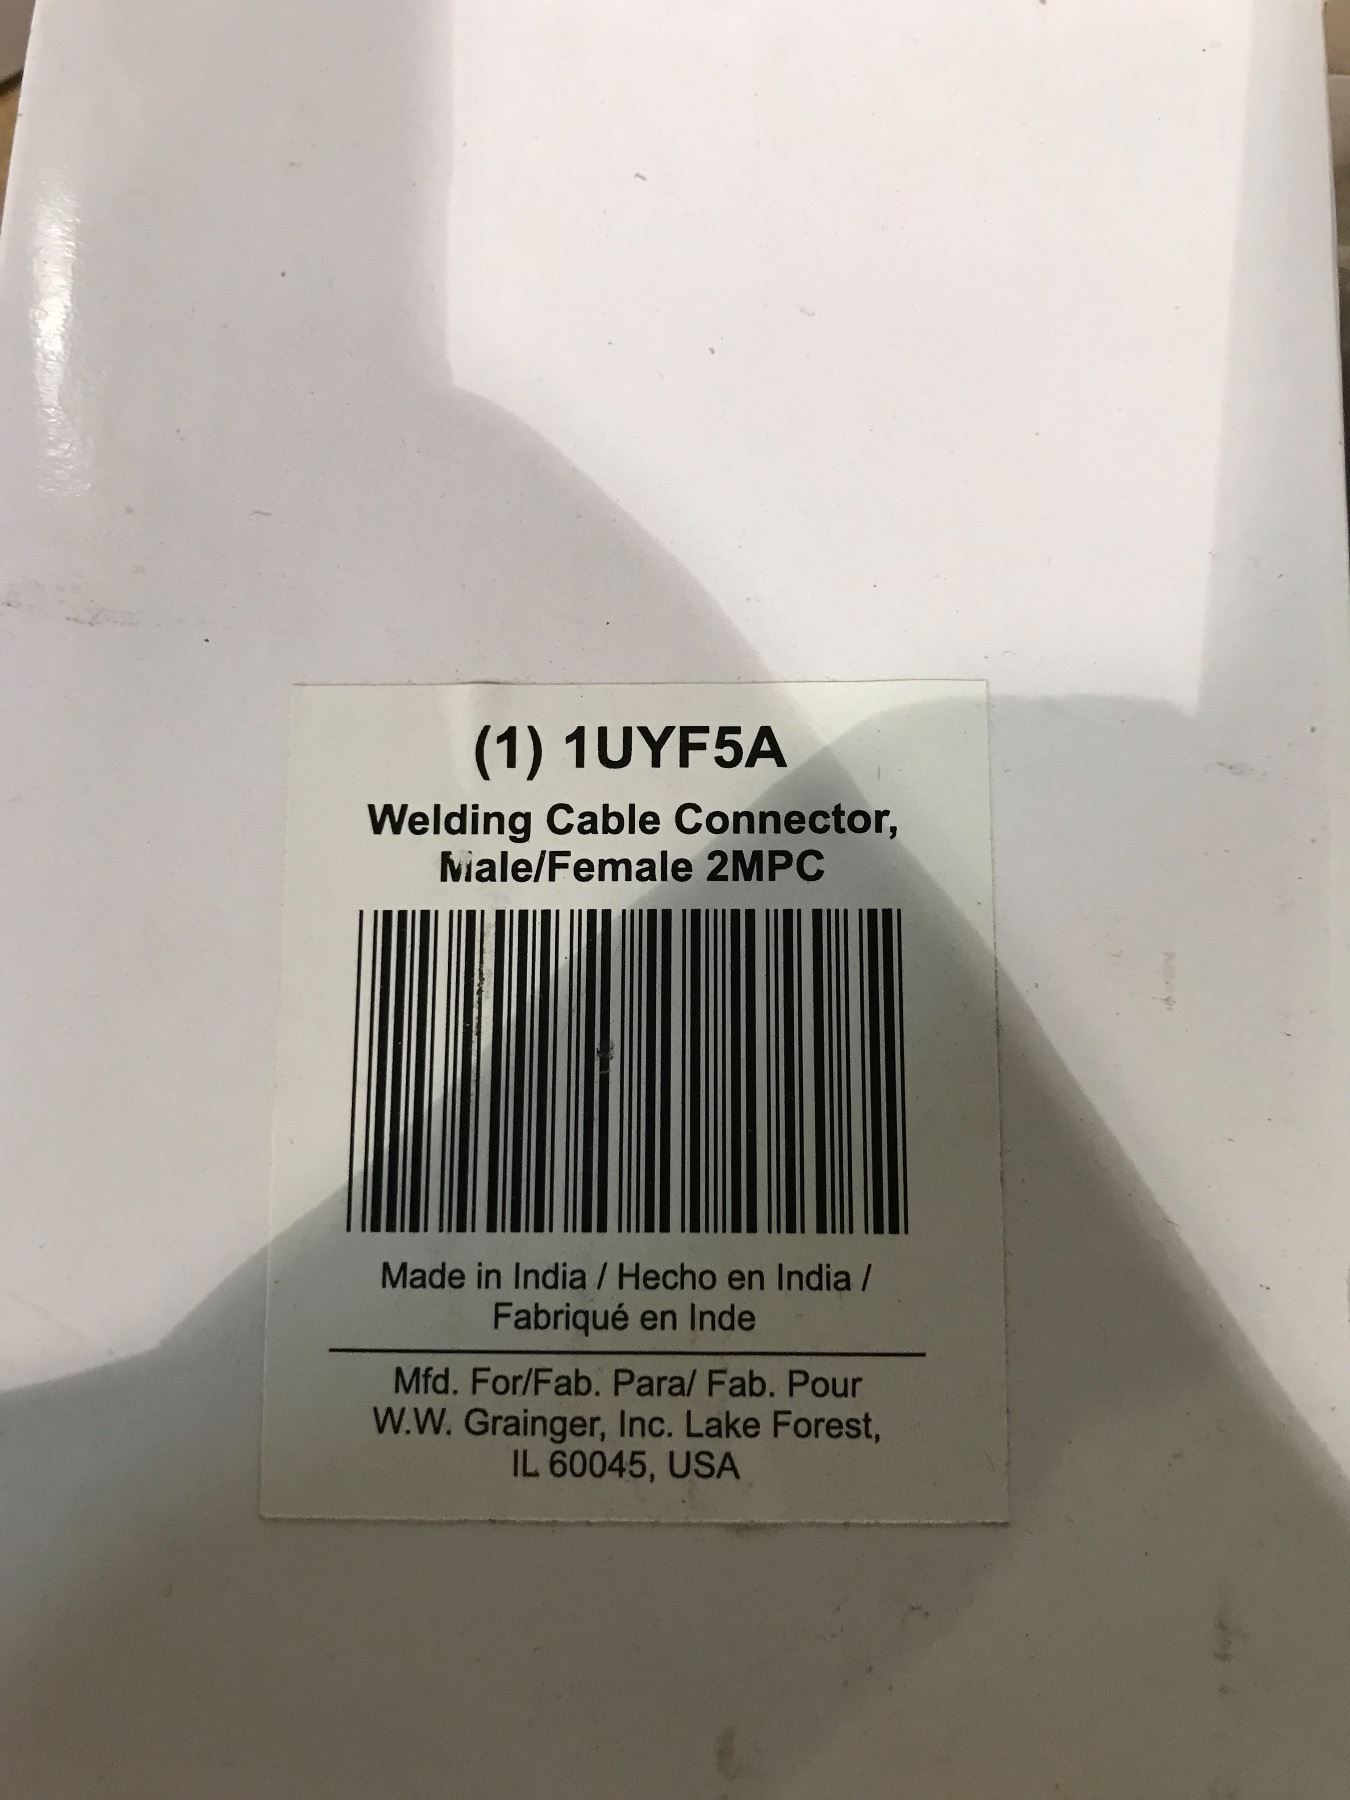 (1) 1UYF5A
Welding Cable Connector,
Male/Female 2MPC
Made in India / Hecho en India /
Fabriqué en Inde
Mfd. For/Fab. Para/ Fab. Pour
W.W. Grainger, Inc. Lake Forest,
IL 60045, USA